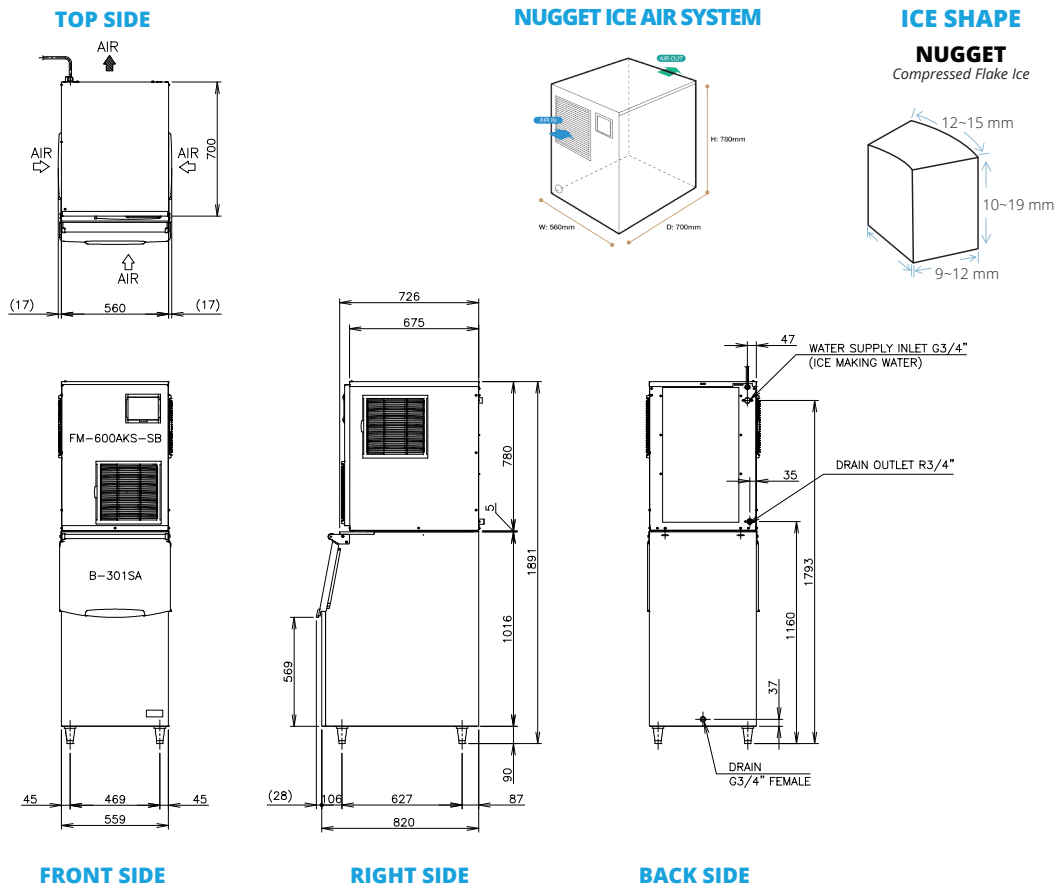 TOP SIDE
AIR
AIR
AIR
700
AIR
(17)
560
(17)
NUGGET ICE AIR SYSTEM
AIR OUT
AIR IN
H: 780mm
W: 560mm
D: 700mm
ICE SHAPE
NUGGET
Compressed Flake Ice
12~15 mm
10~19 mm
9~12 mm
FM-600AKS-SB
B-301SA
45
469
45
559
FRONT SIDE
726
675
780
5
1891
1016
569
90
(28)
106
627
87
820
RIGHT SIDE
47
WATER SUPPLY INLET G3/4"
(ICE MAKING WATER)
DRAIN OUTLET R3/4"
35
1793
1160
37
DRAIN
G3/4" FEMALE
BACK SIDE